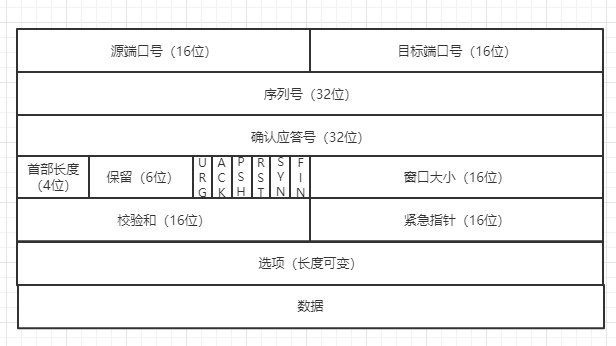 源端口号（16位）
目标端口号（16位）
序列号（32位）
确认应答号（32位）
首部长度
（4位）
保留（6位）
URG
ACK
PSH
RST
SYN
FIN
窗口大小（16位）
校验和（16位）
紧急指针（16位）
选项（长度可变）
数据